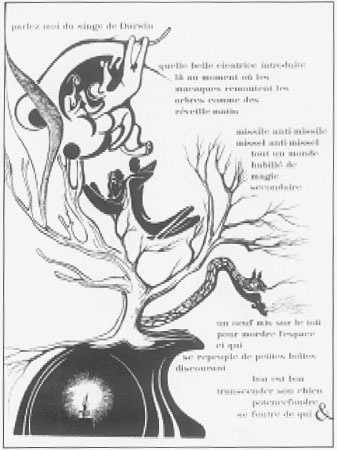 parlez moi du singe de Darwin
quelle belle cicatrice introduite
là au moment où les
macaques remontent les
arbres comme des
réveille matin
missile anti-missile
missel anti-missel
tout un monde
habillé de
magie
secondaire
un oeuf mis sur le toit
pour mordre l'espace
et qui
se repeuple de petites boîtes
discourant
bon est bon
transcender son chien
se foutre de qui &